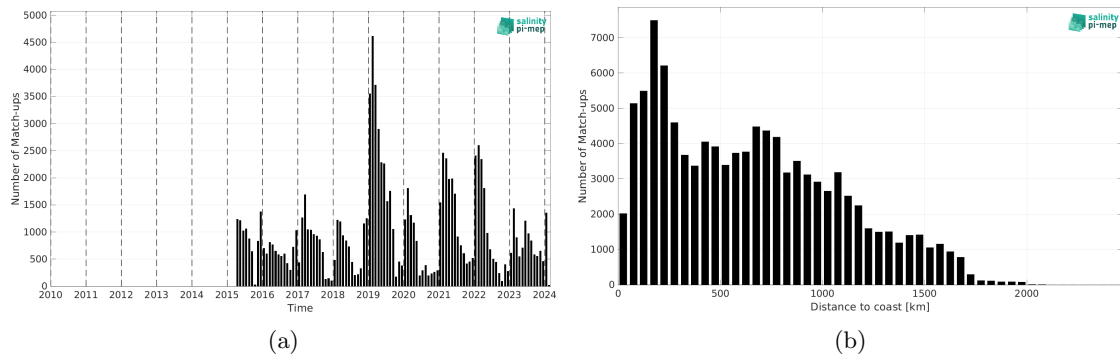 salinity
pi-mep
5000
4500
4000
3500
3000
2500
2000
1500
1000
500
0
Number of Match-ups
2010 2011 2012 2013 2014 2015 2016 2017 2018 2019 2020 2021 2022 2023 2024
Time
(a)
salinity
pi-mep
7000
6000
5000
4000
3000
2000
1000
0
Number of Match-ups
0 500 1000 1500 2000
Distance to coast [km]
(b)